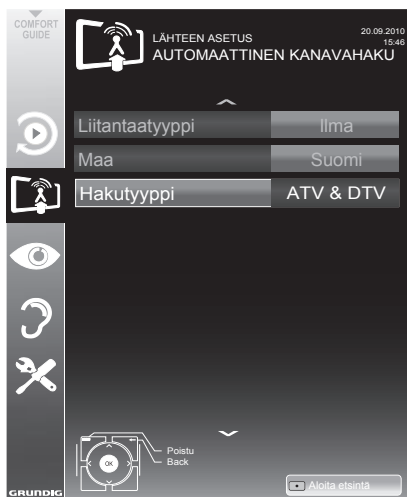 COMFORT
GUIDE
LÄHTEEN ASETUS
20.09.2010
15:46
AUTOMAATTINEN KANAVAHAKU
Liitantaatyyppi
Ilma
Maa
Suomi
Hakutyyppi
ATV & DTV
OK
Poistu
Back
Aloita etsintä
GRUNDIG